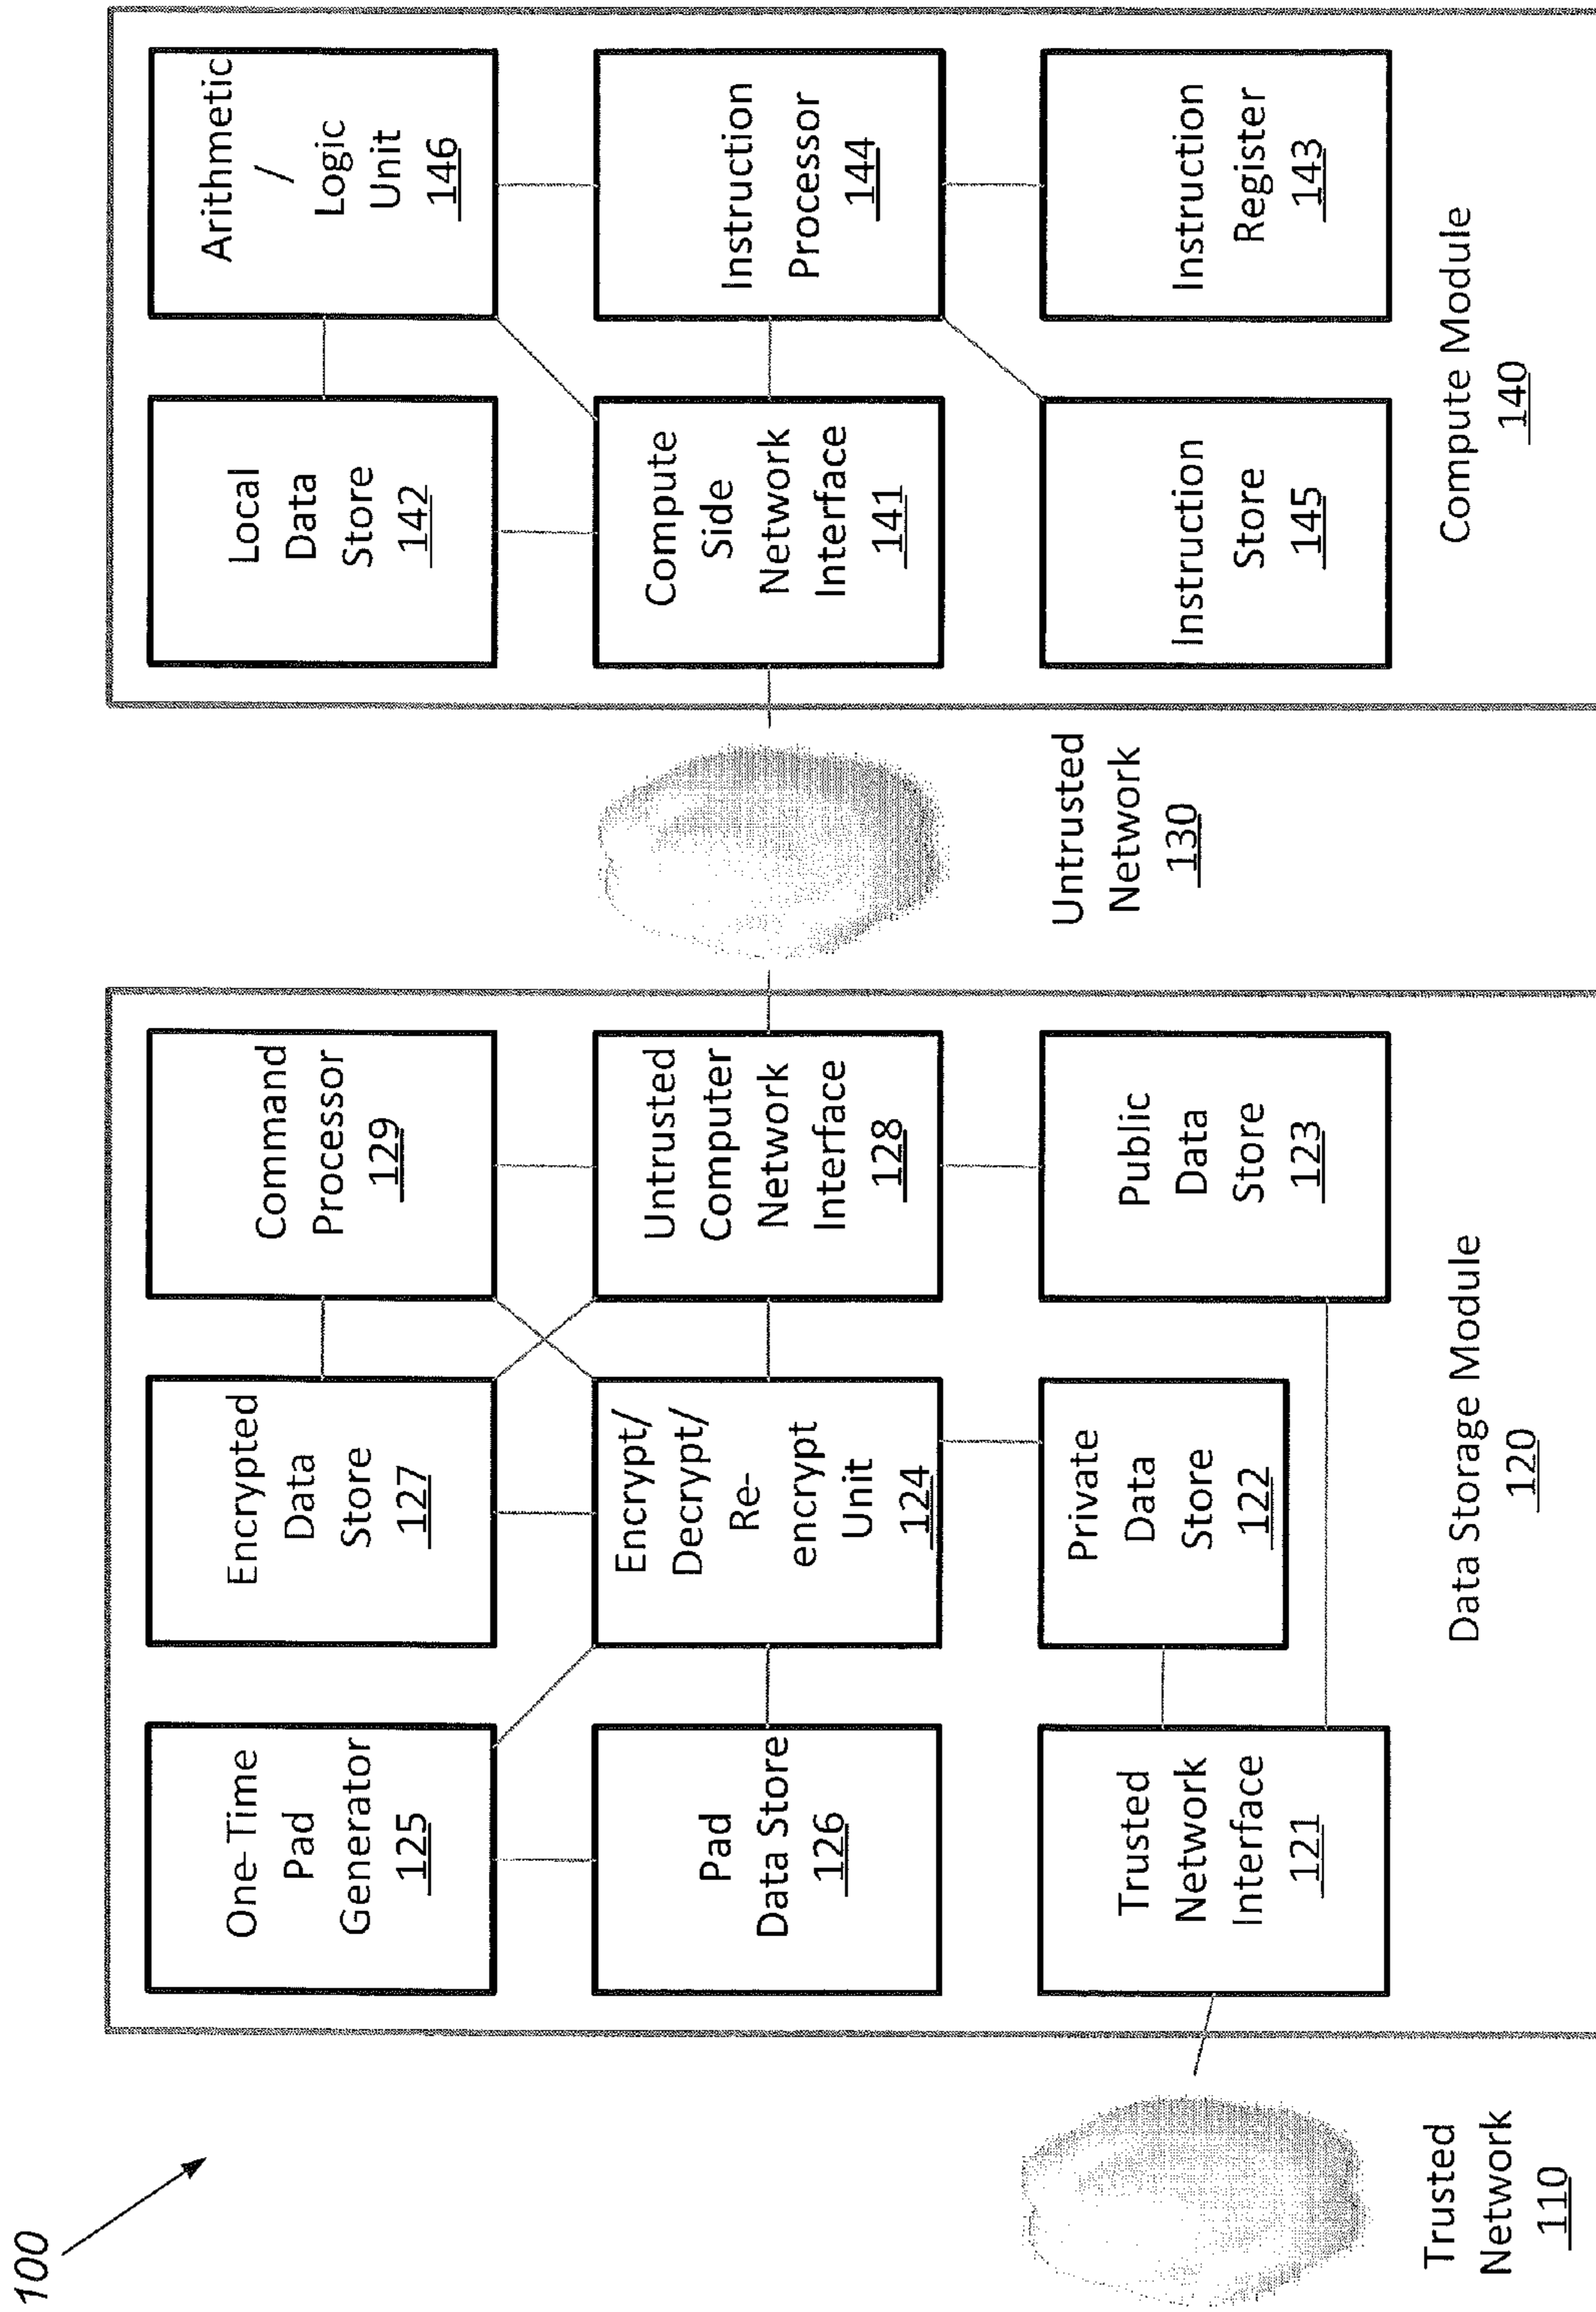 100
Trusted
Network
110
One-Time
Pad
Generator
125
Pad
Data Store
126
Trusted
Network
Interface
121
Encrypted
Data
Store
127
Encrypt/
Decrypt/
Re-
encrypt
Unit
124
Private
Data
Store
122
Command
Processor
129
Untrusted
Computer
Network
Interface
128
Public
Data
Store
123
Data Storage Module
120
Untrusted
Network
130
Local
Data
Store
142
Compute
Side
Network
Interface
141
Instruction
Store
145
Arithmetic
/
Logic
Unit
146
Instruction
Processor
144
Instruction
Register
143
Compute Module
140